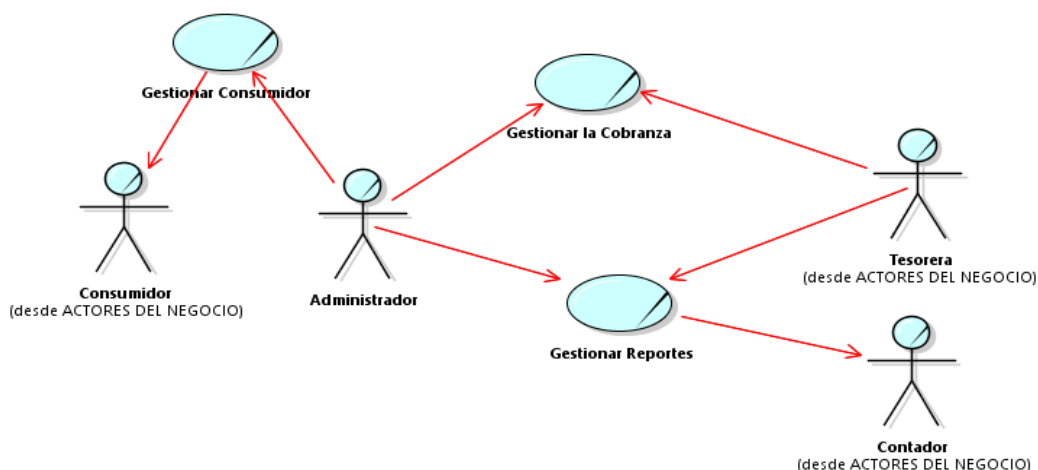 Gestionar Consumidor
Gestionar la Cobranza
Consumidor
(desde ACTORES DEL NEGOCIO)
Administrador
Tesorera
(desde ACTORES DEL NEGOCIO)
Gestionar Reportes
Contador
(desde ACTORES DEL NEGOCIO)